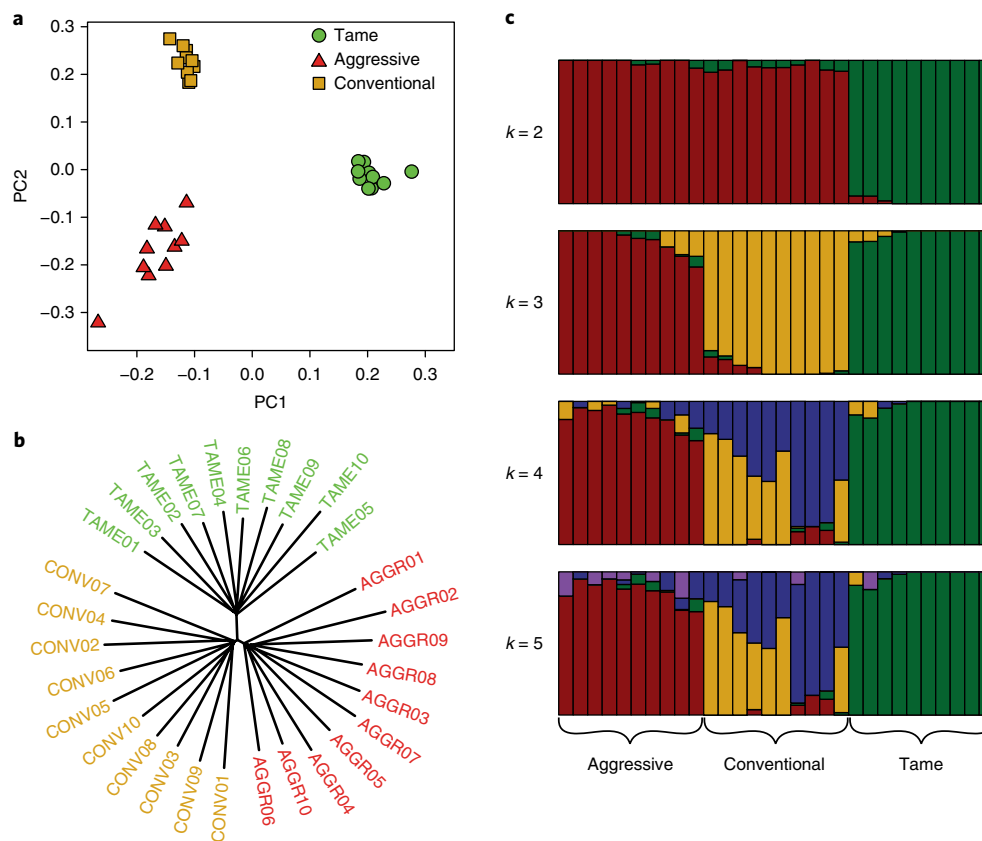 a
0.3
0.2
0.1
0.0
−0.1
−0.2
−0.3
PC2
−0.2
−0.1
0.0
0.1
0.2
0.3
PC1
Tame
Aggressive
Conventional
b
TAME01
TAME03
TAME02
TAME07
TAME04
TAME06
TAME08
TAME09
TAME10
TAME05
AGGR01
AGGR02
AGGR09
AGGR08
AGGR03
AGGR07
AGGR05
AGGR04
AGGR10
AGGR06
CONV01
CONV09
CONV03
CONV08
CONV10
CONV05
CONV06
CONV02
CONV04
CONV07
c
k = 2
k = 3
k = 4
k = 5
Aggressive
Conventional
Tame